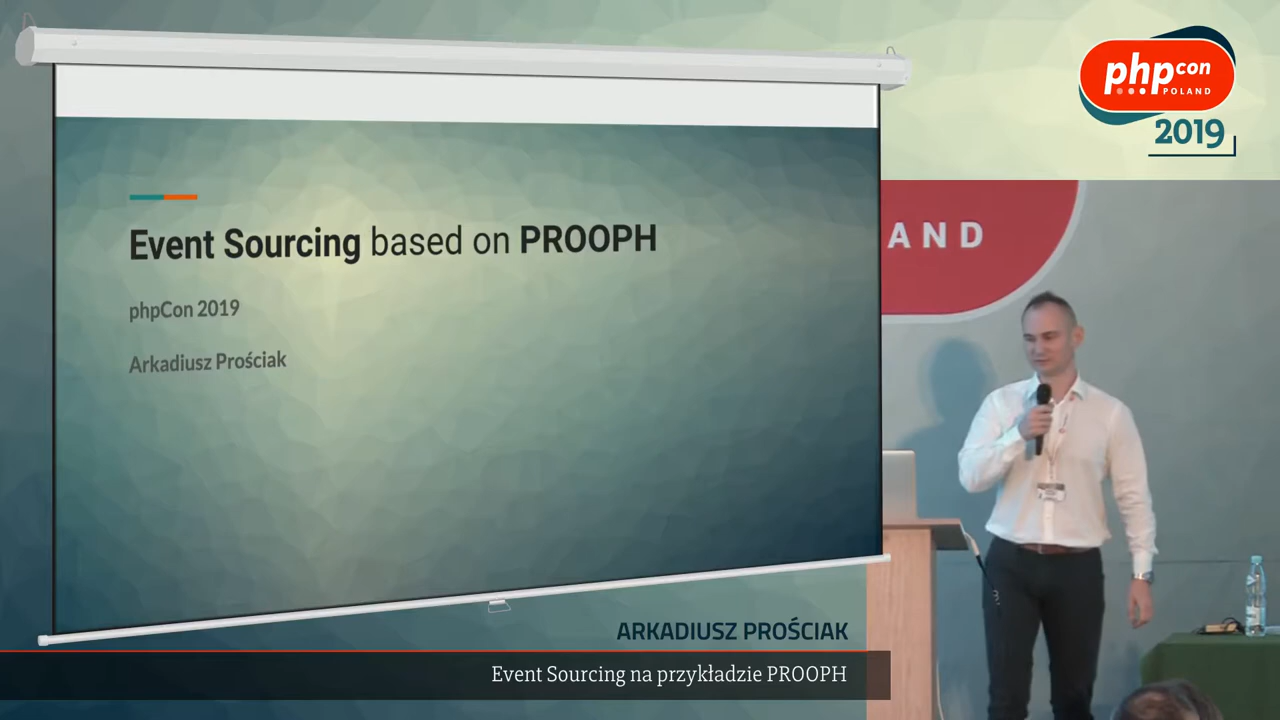 Event Sourcing based on PROOPH
phpCon 2019
Arkadiusz Prościak
phpcon
POLAND
2019
AND
ARKADIUSZ PROŚCIAK
Event Sourcing na przykładzie PROOPH